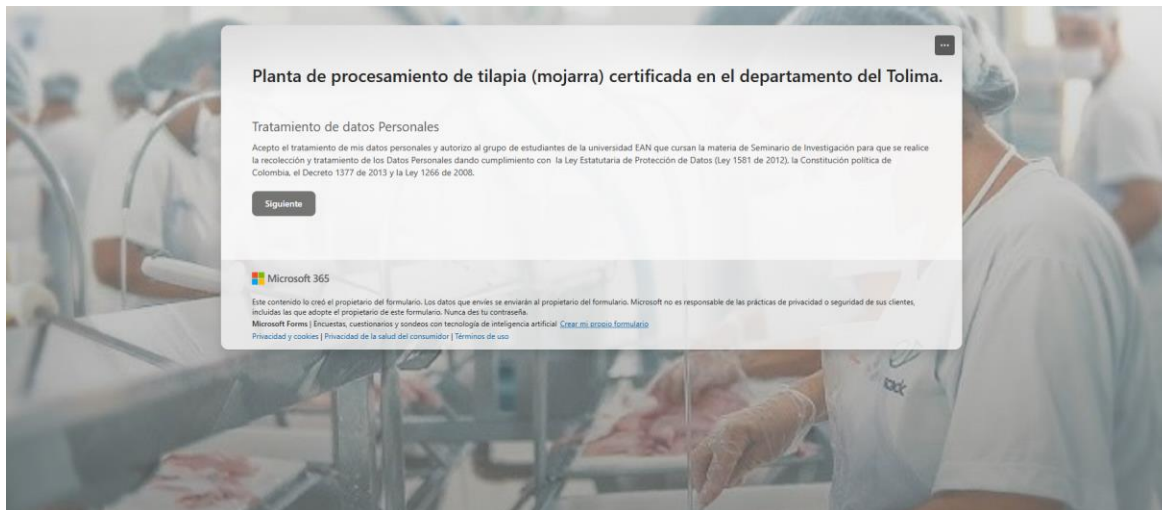 ...
Planta de procesamiento de tilapia (mojarra) certificada en el departamento del Tolima.
Tratamiento de datos Personales
Acepto el tratamiento de mis datos personales y autorizo al grupo de estudiantes de la universidad EAN que cursan la materia de Seminario de Investigación para que se realice
la recolección y tratamiento de los Datos Personales dando cumplimiento con la Ley Estatutaria de Protección de Datos (Ley 1581 de 2012). la Constitución política de
Colombia, el Decreto 1377 de 2013 y la Ley 1266 de 2008.
Siguiente
Microsoft 365
Este contenido lo creó el propietario del formulario. Los datos que envíes se enviarán al propietario del formulario. Microsoft no es responsable de las prácticas de privacidad o seguridad de sus clientes,
incluidas las que adopte el propietario de este formulario. Nunca des tu contraseña.
Microsoft Forms | Encuestas, cuestionarios y sondeos con tecnología de inteligencia artificial Crear mi propio formulario
Privacidad y cookies | Privacidad de la salud del consumidor | Términos de uso